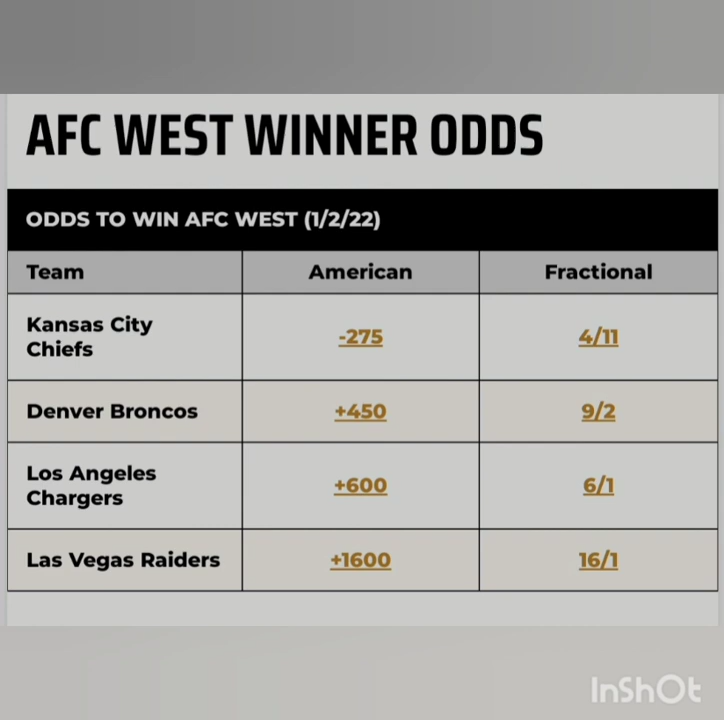 AFC WEST WINNER ODDS
ODDS TO WIN AFC WEST (1/2/22)
Team American Fractional
Kansas City
Chiefs
-275 4/11
Denver Broncos +450 9/2
Los Angeles
Chargers
+600 6/1
Las Vegas Raiders +1600 16/1
InShOt